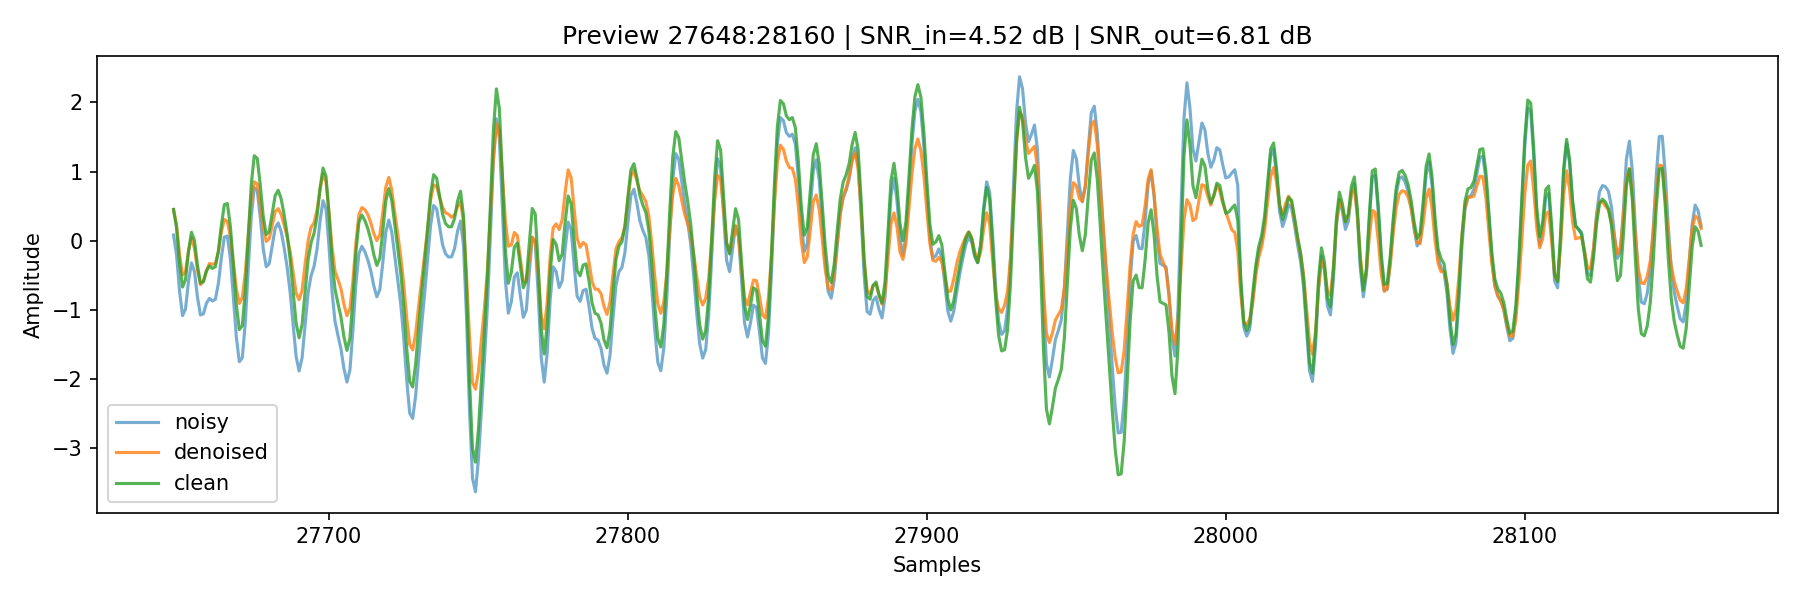 Preview 27648:28160 | SNR_in=4.52 dB | SNR_out=6.81 dB
Amplitude
2
1
0
−1
−2
−3
noisy
denoised
clean
27700 27800 27900 28000 28100
Samples